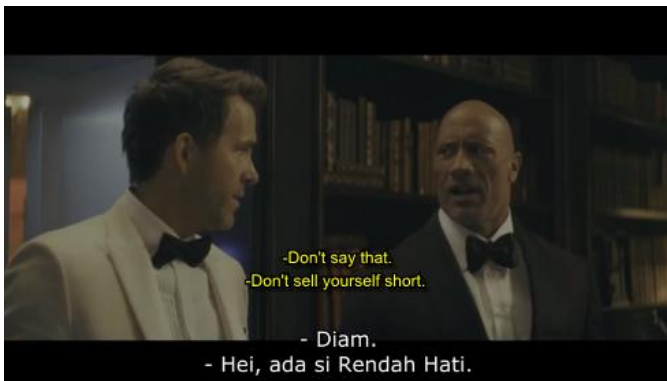 -Don't say that.
-Don't sell yourself short.
- Diam.
- Hei, ada si Rendah Hati.